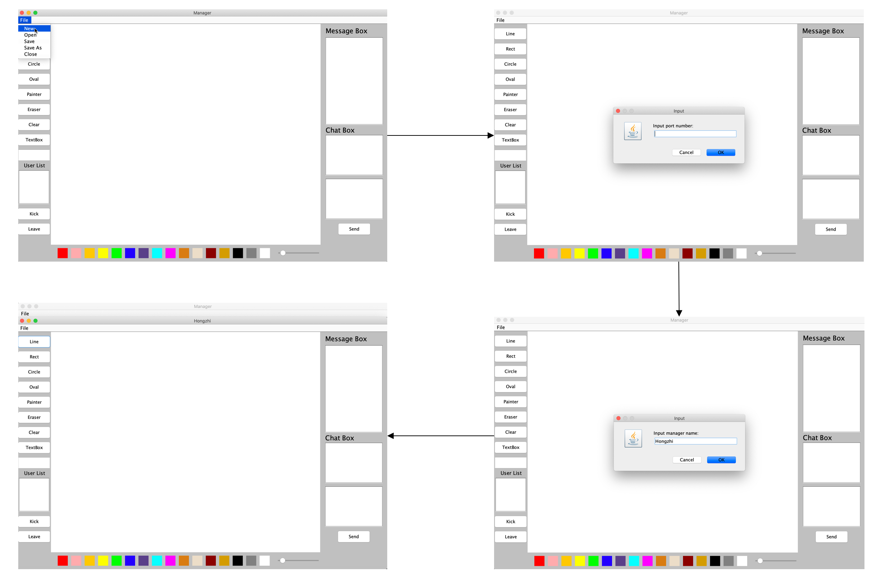 Manager
File
New
Open
Save
Save As
Close
Circle
Oval
Painter
Eraser
Clear
TextBox
User List
Kick
Leave
Message Box
Chat Box
Send
Manager
File
Line
Rect
Circle
Oval
Painter
Eraser
Clear
TextBox
User List
Kick
Leave
Input
Input port number:
Cancel
OK
Message Box
Chat Box
Send
Manager
File
Hongzhi
File
Line
Rect
Circle
Oval
Painter
Eraser
Clear
TextBox
User List
Kick
Leave
Message Box
Chat Box
Send
Manager
File
Line
Rect
Circle
Oval
Painter
Eraser
Clear
TextBox
User List
Kick
Leave
Input
Input manager name:
Hongzhi
Cancel
OK
Message Box
Chat Box
Send